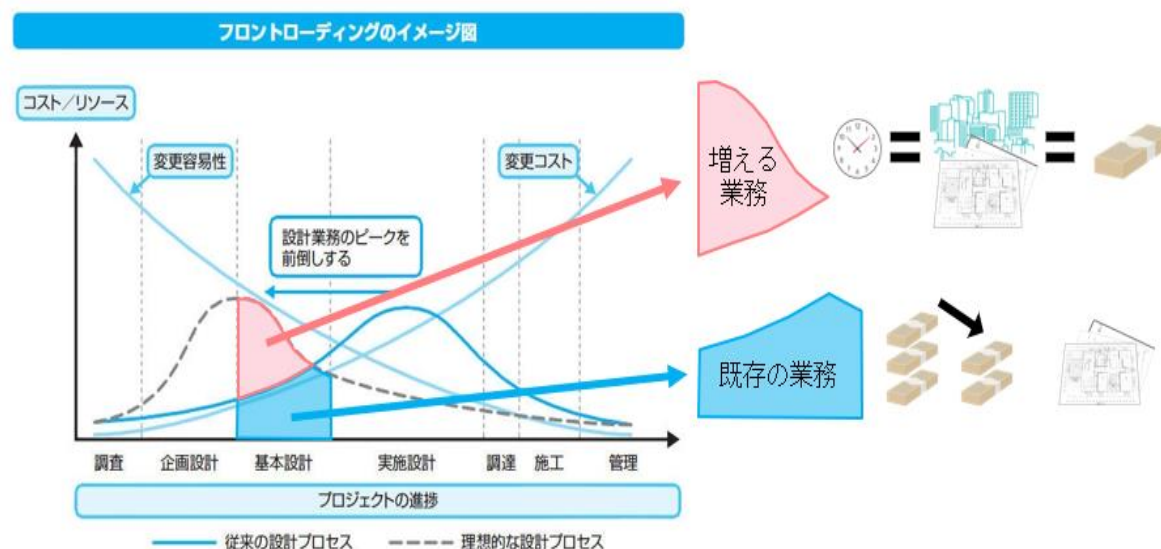 フロントローディングのイメージ図
コスト／リソース
変更容易性
変更コスト
設計業務のピークを
前倒しする
増える
業務
既存の業務
調査
企画設計
基本設計
実施設計
調達
施工
管理
プロジェクトの進捗
従来の設計プロセス
理想的な設計プロセス